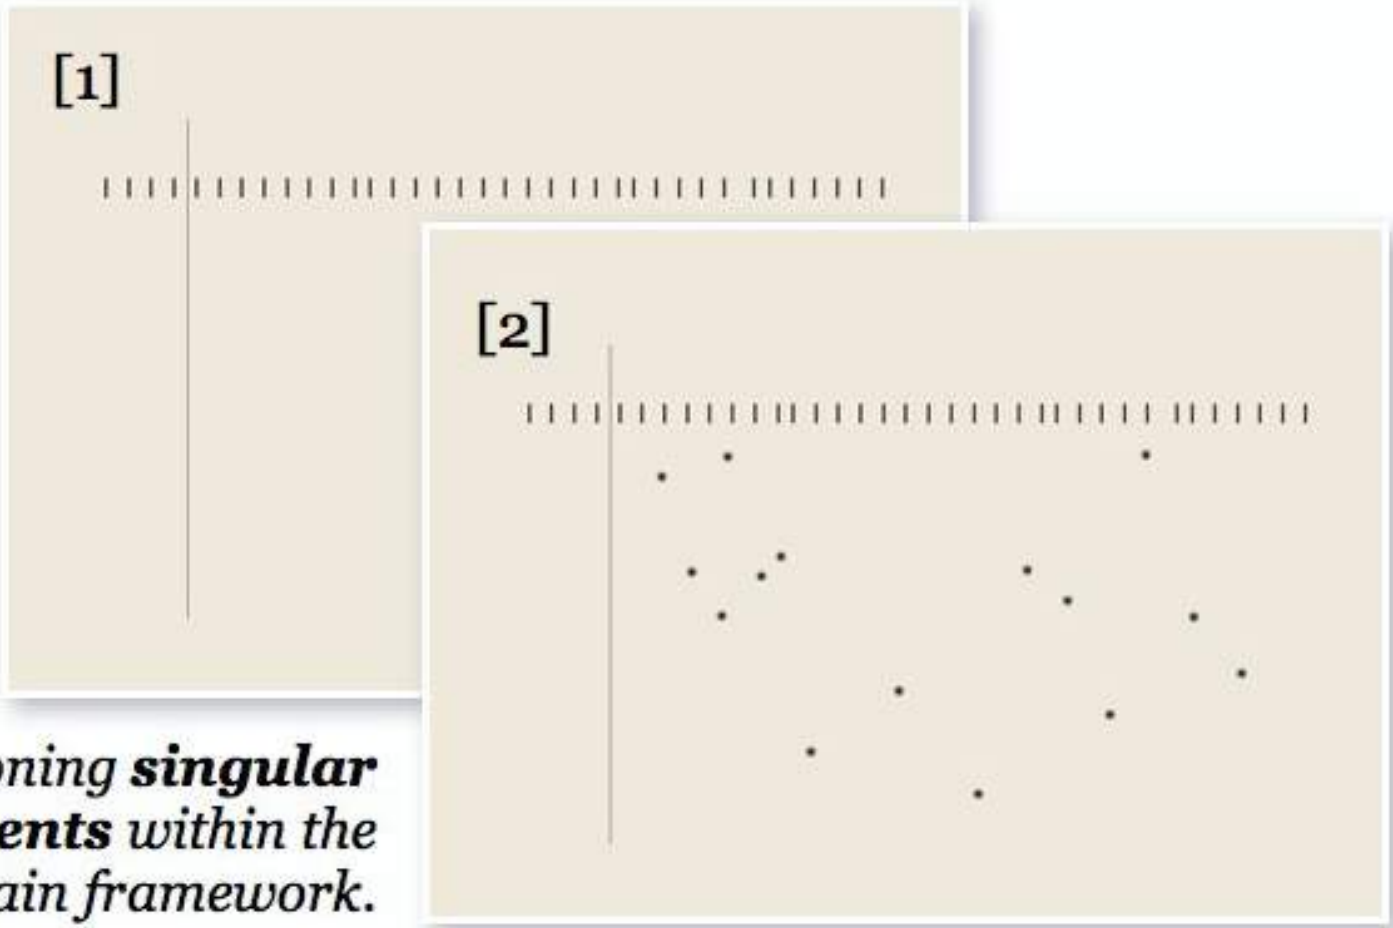 [1]
[2]
oning singular
ents within the
ain framework.